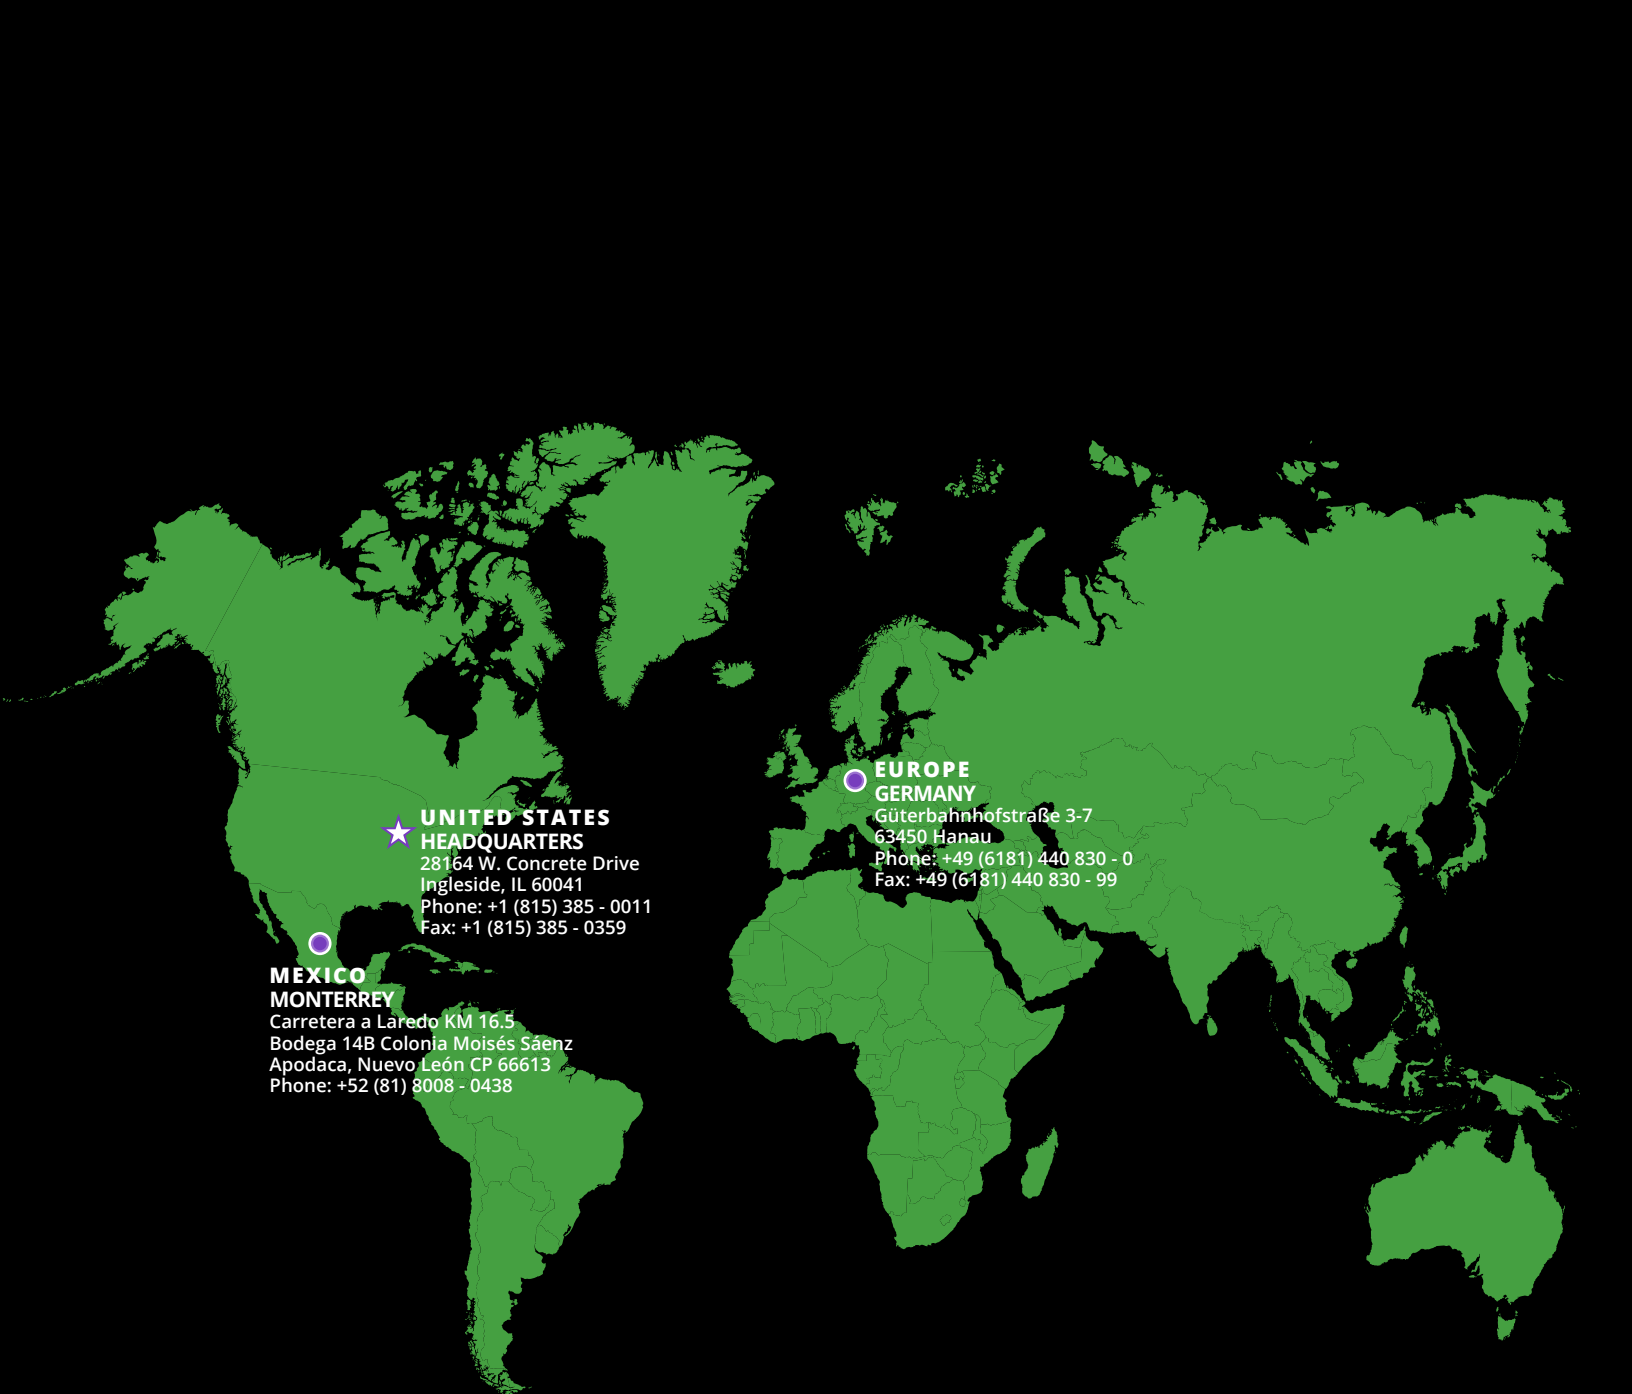 EUROPE
GERMANY
Güterbahnhofstraße 3-7
63450 Hanau
Phone: +49 (6181) 440 830 - 0
Fax: +49 (6181) 440 830 - 99
UNITED STATES
HEADQUARTERS
28164 W. Concrete Drive
Ingleside, IL 60041
Phone: +1 (815) 385 - 0011
Fax: +1 (815) 385 - 0359
MEXICO
MONTERREY
Carretera a Laredo KM 16.5
Bodega 14B Colonia Moisés Sáenz
Apodaca, Nuevo León CP 66613
Phone: +52 (81) 8008 - 0438